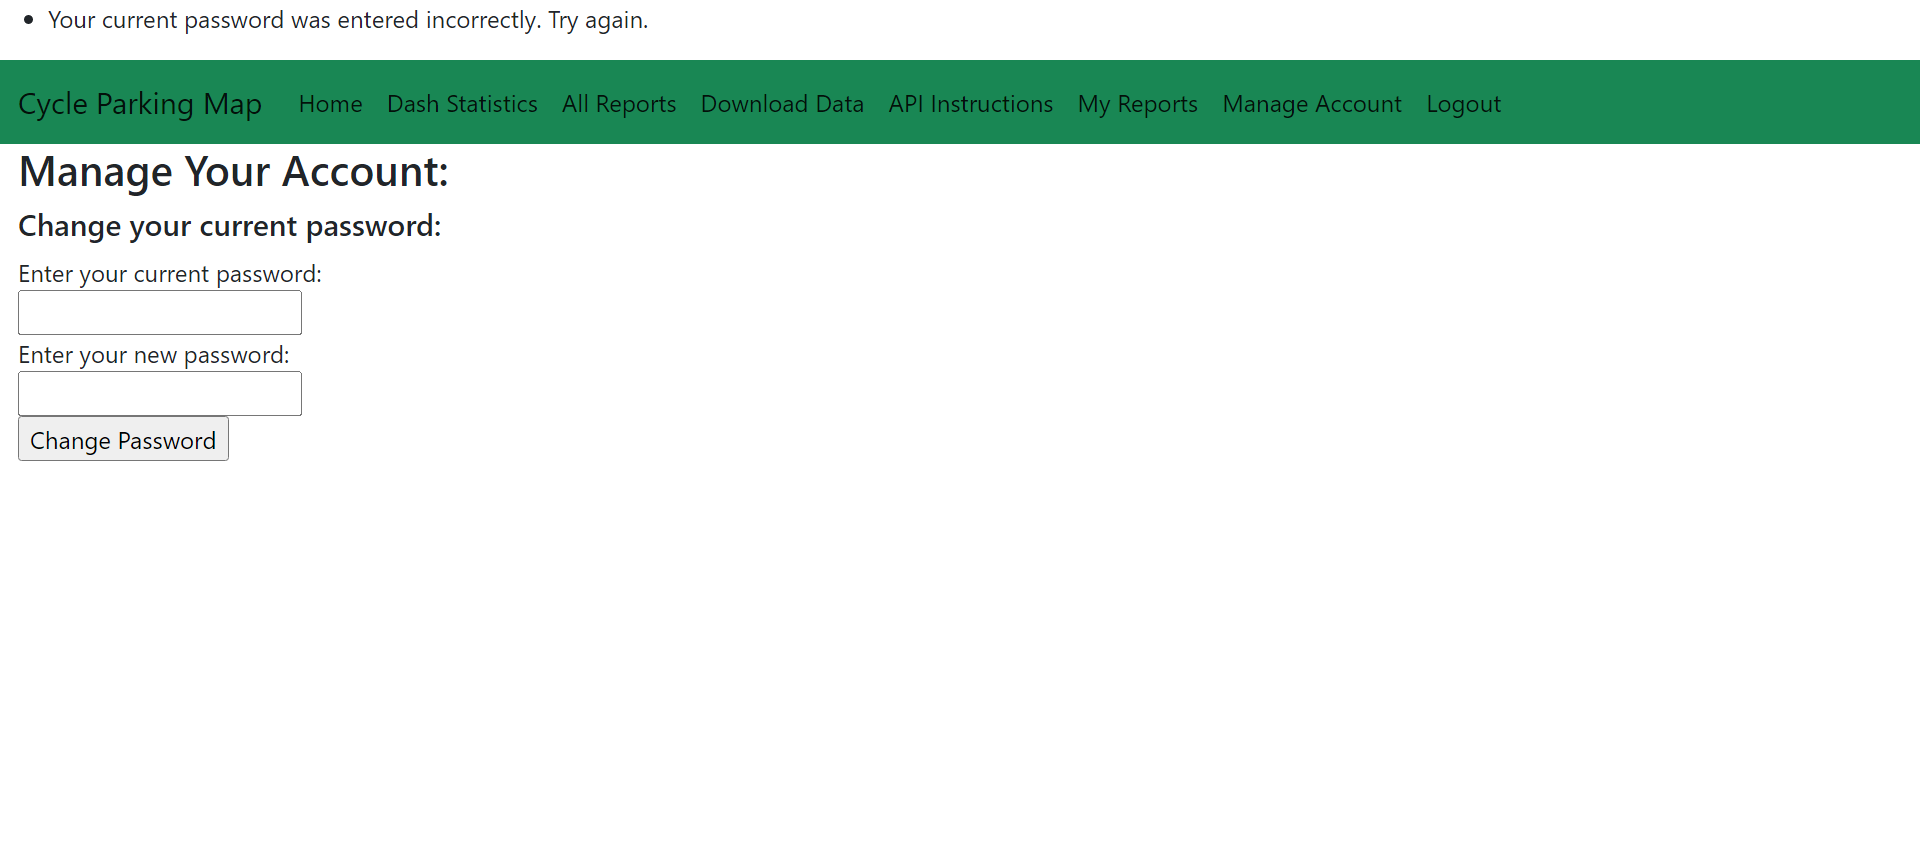 Your current password was entered incorrectly. Try again.
Cycle Parking Map Home Dash Statistics All Reports Download Data API Instructions My Reports Manage Account Logout
Manage Your Account:
Change your current password:
Enter your current password:
Enter your new password:
Change Password